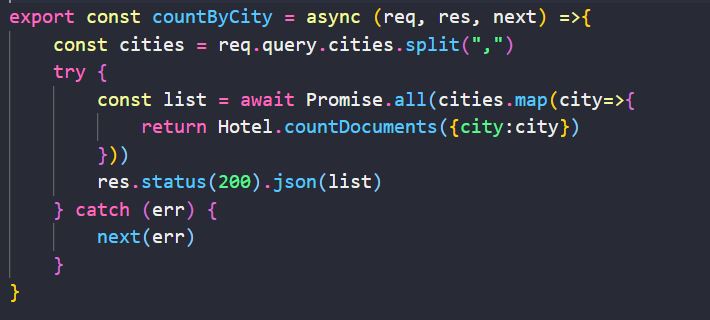 export const countByCity = async (req, res, next) =>{
    const cities = req.query.cities.split(",")
    try {
        const list = await Promise.all(cities.map(city=>{
            return Hotel.countDocuments({city:city})
        }))
        res.status(200).json(list)
    } catch (err) {
        next(err)
    }
}